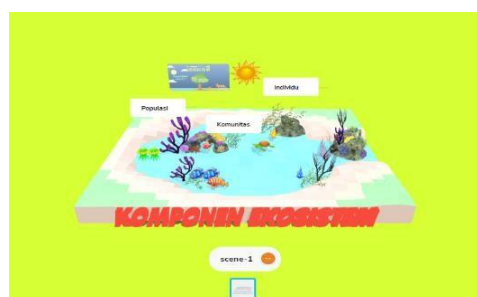 Individu
Populasi
Komunitas
KOMPONEN EKOSISTEM
scene-1